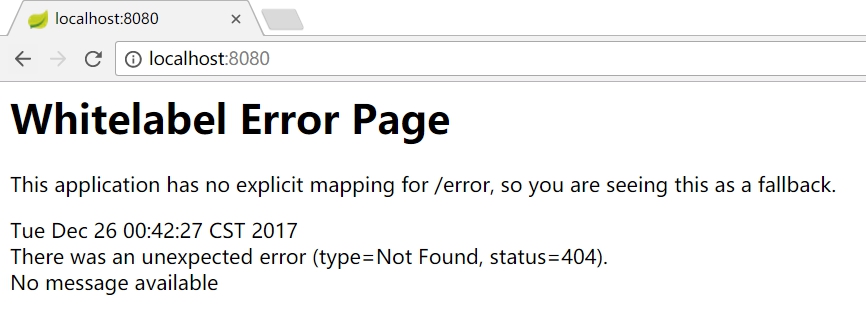 localhost:8080
localhost:8080
Whitelabel Error Page
This application has no explicit mapping for /error, so you are seeing this as a fallback.
Tue Dec 26 00:42:27 CST 2017
There was an unexpected error (type=Not Found, status=404).
No message available